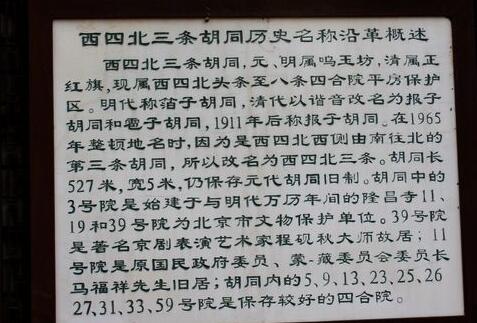 西四北三条胡同历史名称沿革概述
西四北三条胡同，元、明属鸣玉坊，清属正
红旗，现属西四北头条至八条四合院平房保护
区。明代称箔子胡同，清代以谐音改名为报子
胡同和雹子胡同，1911年后称报子胡同。在1965
年整顿地名时，因为是西四北西侧由南往北的
第三条胡同，所以改名为西四北三条。胡同长
527米，宽5米，仍保存元代胡同旧制。胡同中的
3号院是始建于与明代万历年间的隆昌寺11、
19和39号院为北京市文物保护单位。39号院
是著名京剧表演艺术家程砚秋大师故居；11
号院是原国民政府委员、蒙-藏委员会委员长
马福祥先生旧居；胡同内的5、9、13、23、25、26
27、31、33、59号院是保存较好的四合院。